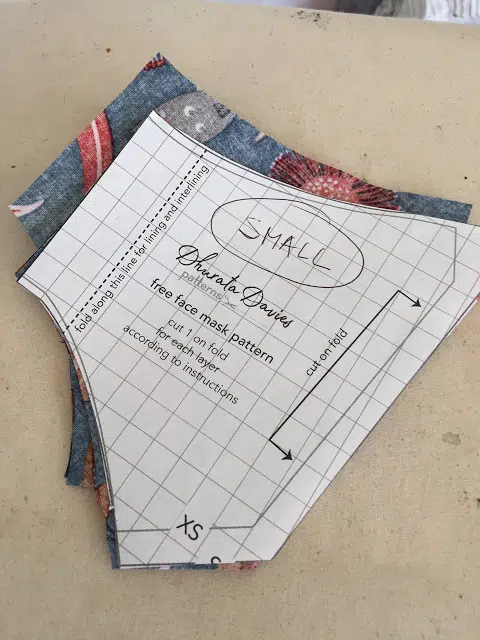 fold along this line for lining and interlining
SMALL
Dhurata Davies
patterns
free face mask pattern
cut 1 on fold
for each layer
according to instructions
cut on fold
XS